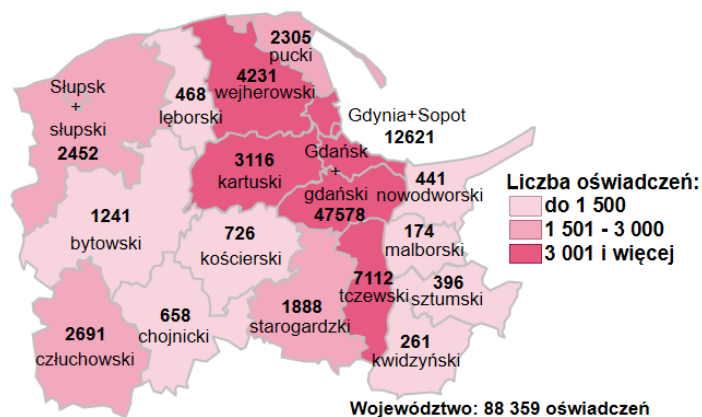 2305
pucki
4231
wejherowski
468
lęborski
Słupsk
+
słupski
2452
Gdynia+Sopot
12621
3116
kartuski
Gdańsk
+
gdański
47578
441
nowodworski
1241
bytowski
726
kościerski
174
malborski
7112
tczewski
396
sztumski
1888
starogardzki
658
chojnicki
2691
człuchowski
261
kwidzyński
Liczba oświadczeń:
do 1 500
1 501 - 3 000
3 001 i więcej
Województwo: 88 359 oświadczeń